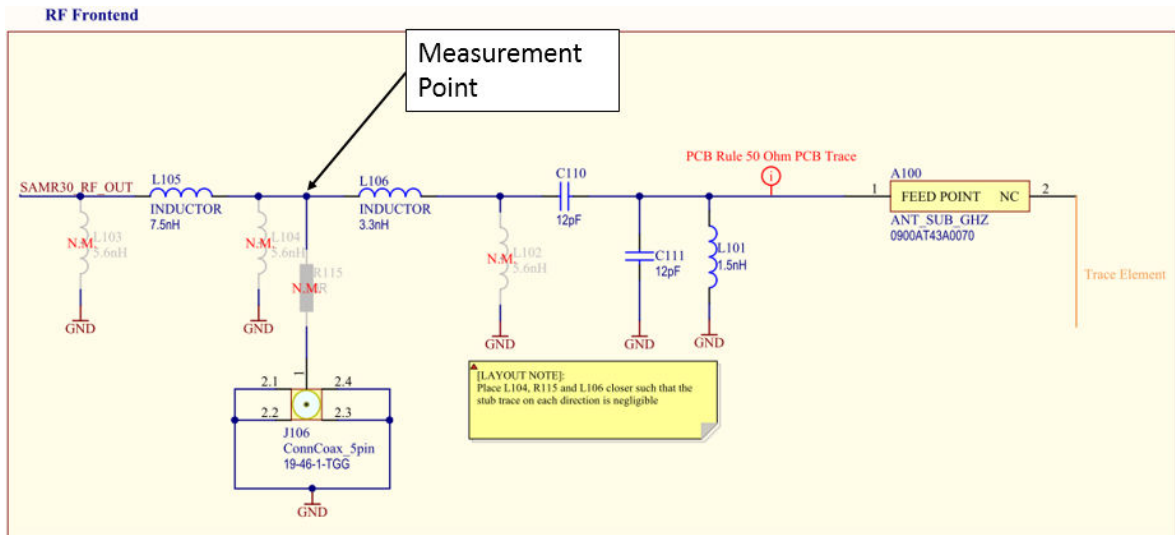 RF Frontend
Measurement
Point
PCB Rule 50 Ohm PCB Trace
i
SAMR30_RF_OUT
L105
INDUCTOR
7.5nH
L106
INDUCTOR
3.3nH
C110
12pF
A100
1
FEED POINT NC
2
ANT_SUB_GHZ
0900AT43A0070
N.M.
L103
5.6nH
GND
N.M.
L104
5.6nH
GND
R115
N.M.
N.M.
L102
5.6nH
GND
C111
12pF
GND
L101
1.5nH
GND
Trace Element
[LAYOUT NOTE]:
Place L104, R115 and L106 closer such that the
stub trace on each direction is negligible
1
2.1
2.4
2.2
2.3
J106
ConnCoax_5pin
19-46-1-TGG
GND